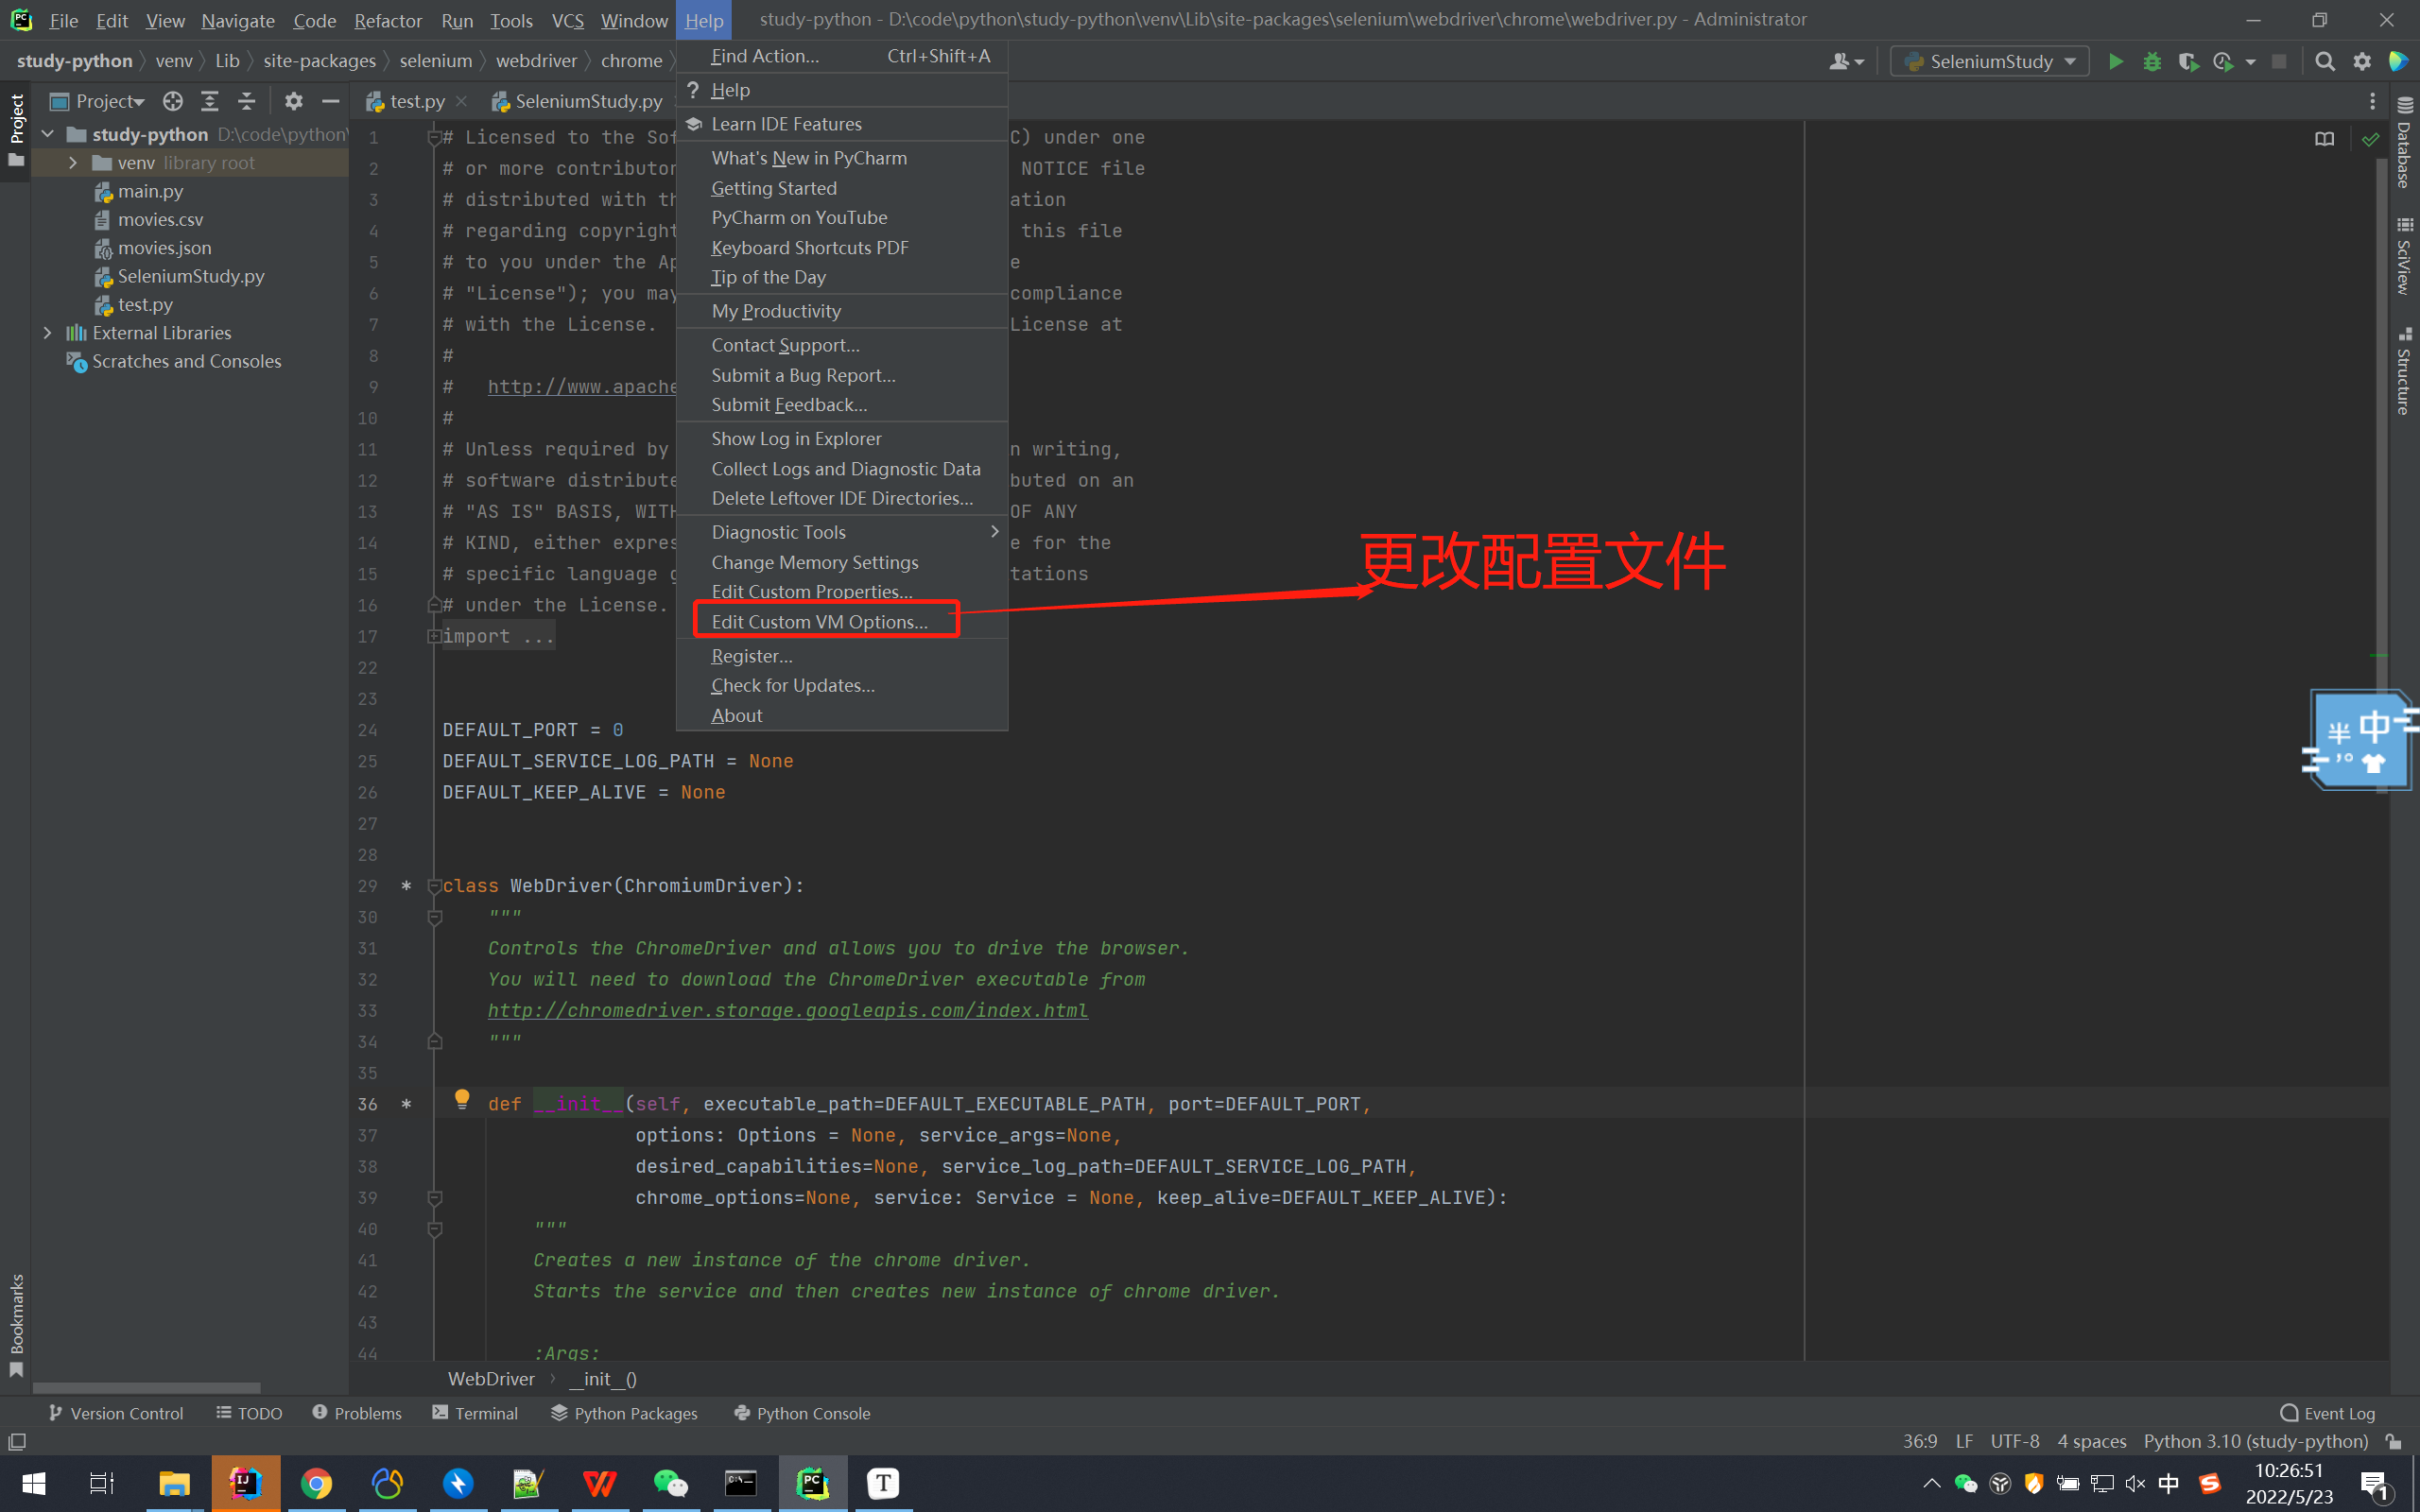 File Edit View Navigate Code Refactor Run Tools VCS Window Help study-python - D:\code\python\study-python\venv\Lib\site-packages\selenium\webdriver\chrome\webdriver.py - Administrator
study-python venv Lib site-packages selenium webdriver chrome SeleniumStudy
Project
Project
study-python D:\code\python\
venv library root
main.py
movies.csv
movies.json
SeleniumStudy.py
test.py
External Libraries
Scratches and Consoles
Bookmarks
test.py SeleniumStudy.py
Find Action... Ctrl+Shift+A
? Help
Learn IDE Features
What's New in PyCharm
Getting Started
PyCharm on YouTube
Keyboard Shortcuts PDF
Tip of the Day
My Productivity
Contact Support...
Submit a Bug Report...
Submit Feedback...
Show Log in Explorer
Collect Logs and Diagnostic Data
Delete Leftover IDE Directories...
Diagnostic Tools
Change Memory Settings
Edit Custom Properties...
Edit Custom VM Options...
Register...
Check for Updates...
About
更改配置文件
1 # Licensed to the Sof C) under one
2 # or more contributor NOTICE file
3 # distributed with th ation
4 # regarding copyright this file
5 # to you under the Ap e
6 # "License"); you may compliance
7 # with the License. License at
8 #
9 # http://www.apache
10 #
11 # Unless required by n writing,
12 # software distribute buted on an
13 # "AS IS" BASIS, WITH OF ANY
14 # KIND, either expres e for the
15 # specific language g tations
16 # under the License.
17 import ...
22
23
24 DEFAULT_PORT = 0
25 DEFAULT_SERVICE_LOG_PATH = None
26 DEFAULT_KEEP_ALIVE = None
27
28
29 * class WebDriver(ChromiumDriver):
30 """
31 Controls the ChromeDriver and allows you to drive the browser.
32 You will need to download the ChromeDriver executable from
33 http://chromedriver.storage.googleapis.com/index.html
34 """
35
36 * def __init__(self, executable_path=DEFAULT_EXECUTABLE_PATH, port=DEFAULT_PORT,
37 options: Options = None, service_args=None,
38 desired_capabilities=None, service_log_path=DEFAULT_SERVICE_LOG_PATH,
39 chrome_options=None, service: Service = None, keep_alive=DEFAULT_KEEP_ALIVE):
40 """
41 Creates a new instance of the chrome driver.
42 Starts the service and then creates new instance of chrome driver.
43
44 :Args:
WebDriver __init__()
Database
SciView
Structure
半 中
Version Control TODO Problems Terminal Python Packages Python Console Event Log
36:9 LF UTF-8 4 spaces Python 3.10 (study-python)
中 10:26:51
2022/5/23 1